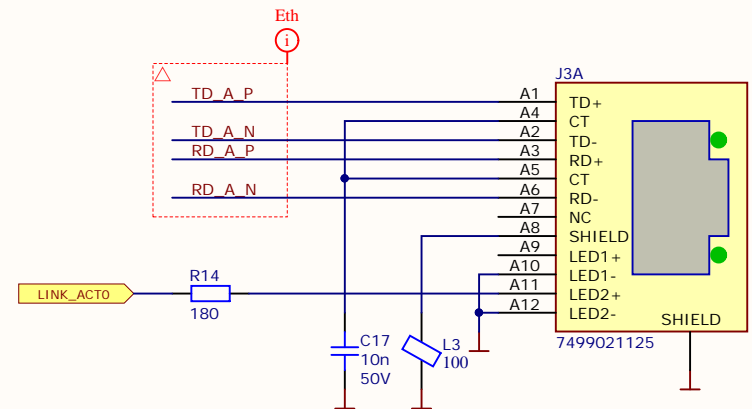 Eth
i
J3A
TD_A_P A1 TD+
A4 CT
TD_A_N A2 TD-
RD_A_P A3 RD+
A5 CT
RD_A_N A6 RD-
A7 NC
A8 SHIELD
A9 LED1+
A10 LED1-
LINK_ACT0 R14 A11 LED2+
180 A12 LED2-
SHIELD
C17 L3 7499021125
10n 100
50V